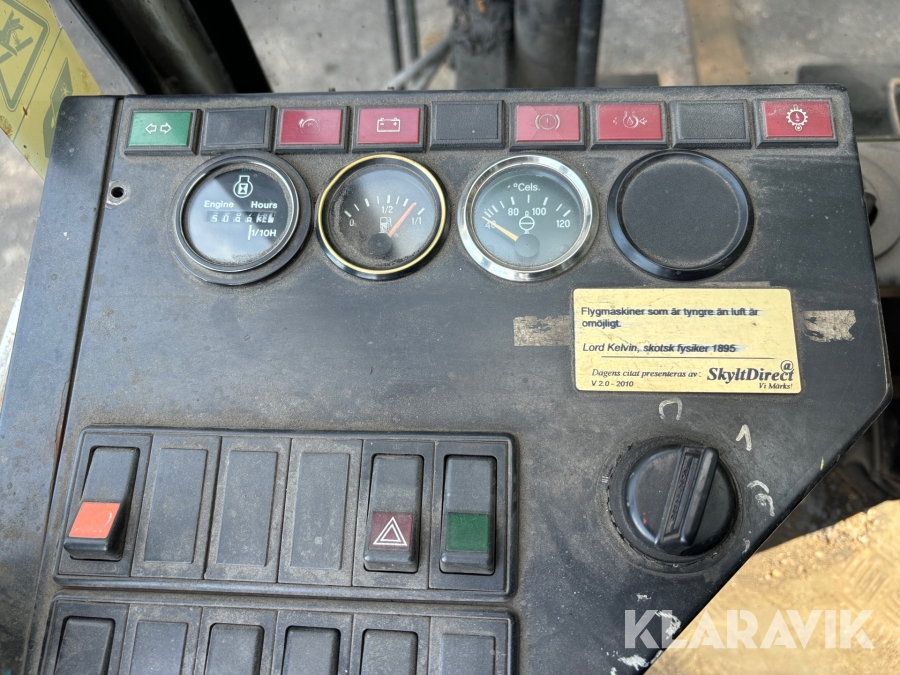 Engine Hours
1/10H
0 1/2 1/1
°Cels.
40 80 100 120
Flygmaskiner som är tyngre än luft är
omöjligt.
Lord Kelvin, skotsk fysiker 1895
Dagens citat presenteras av: SkyltDirect@
V 2.0 - 2010 Vi Märks!
KLARAVIK